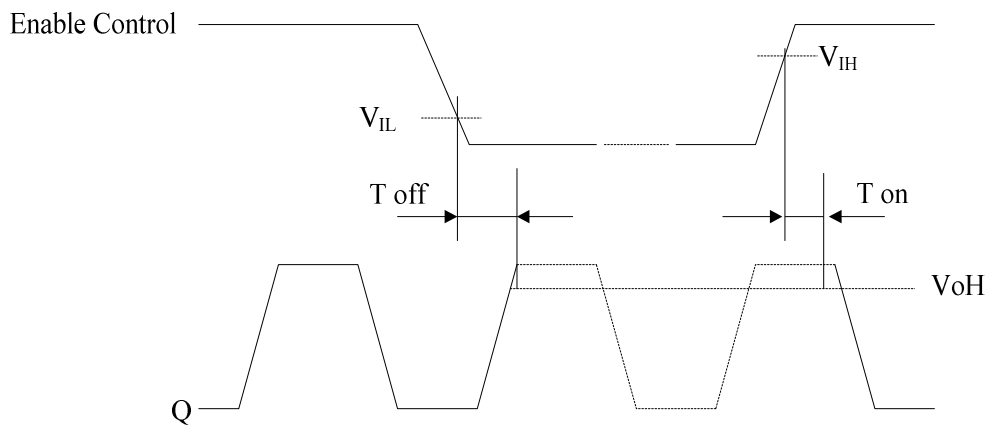 Enable Control
VIH
VIL
T off
T on
VoH
Q